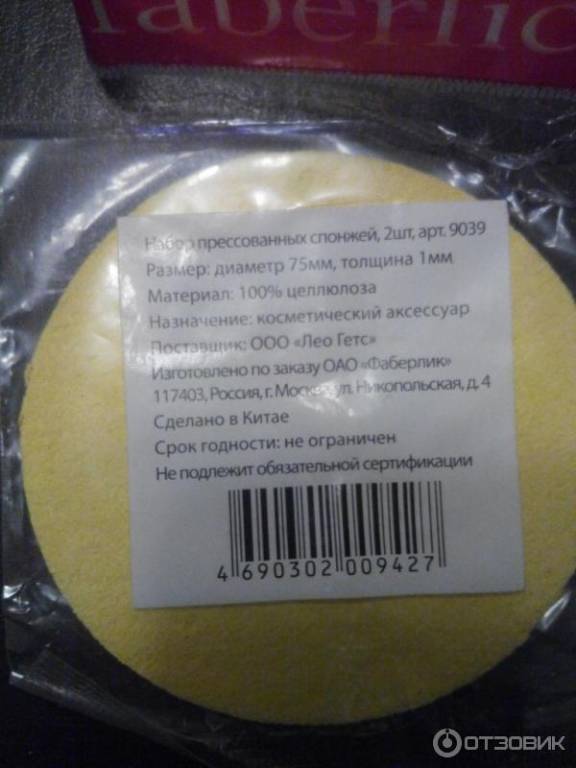 faberlic
Набор прессованных спонжей, 2шт, арт. 9039
Размер: диаметр 75мм, толщина 1мм
Материал: 100% целлюлоза
Назначение: косметический аксессуар
Поставщик: ООО «Лео Гетс»
Изготовлено по заказу ОАО «Фаберлик»
117403, Россия, г. Москва, ул. Никопольская, д. 4
Сделано в Китае
Срок годности: не ограничен
Не подлежит обязательной сертификации
4 690302 009427
ОТЗОВИК